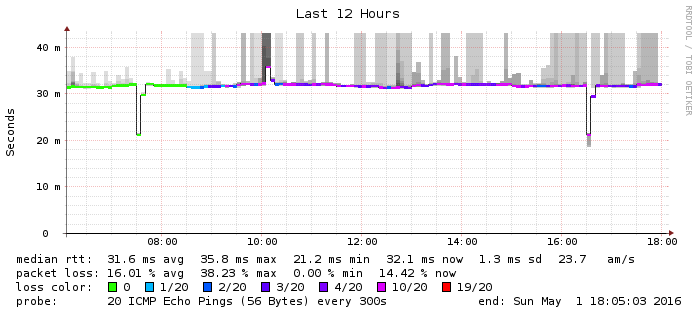 Last 12 Hours
RRDTOOL / TOBI OETIKER
Seconds
40 m
30 m
20 m
10 m
0
08:00 10:00 12:00 14:00 16:00 18:00
median rtt: 31.6 ms avg 35.8 ms max 21.2 ms min 32.1 ms now 1.3 ms sd 23.7 am/s
packet loss: 16.01 % avg 38.23 % max 0.00 % min 14.42 % now
loss color: 0 1/20 2/20 3/20 4/20 10/20 19/20
probe: 20 ICMP Echo Pings (56 Bytes) every 300s end: Sun May 1 18:05:03 2016